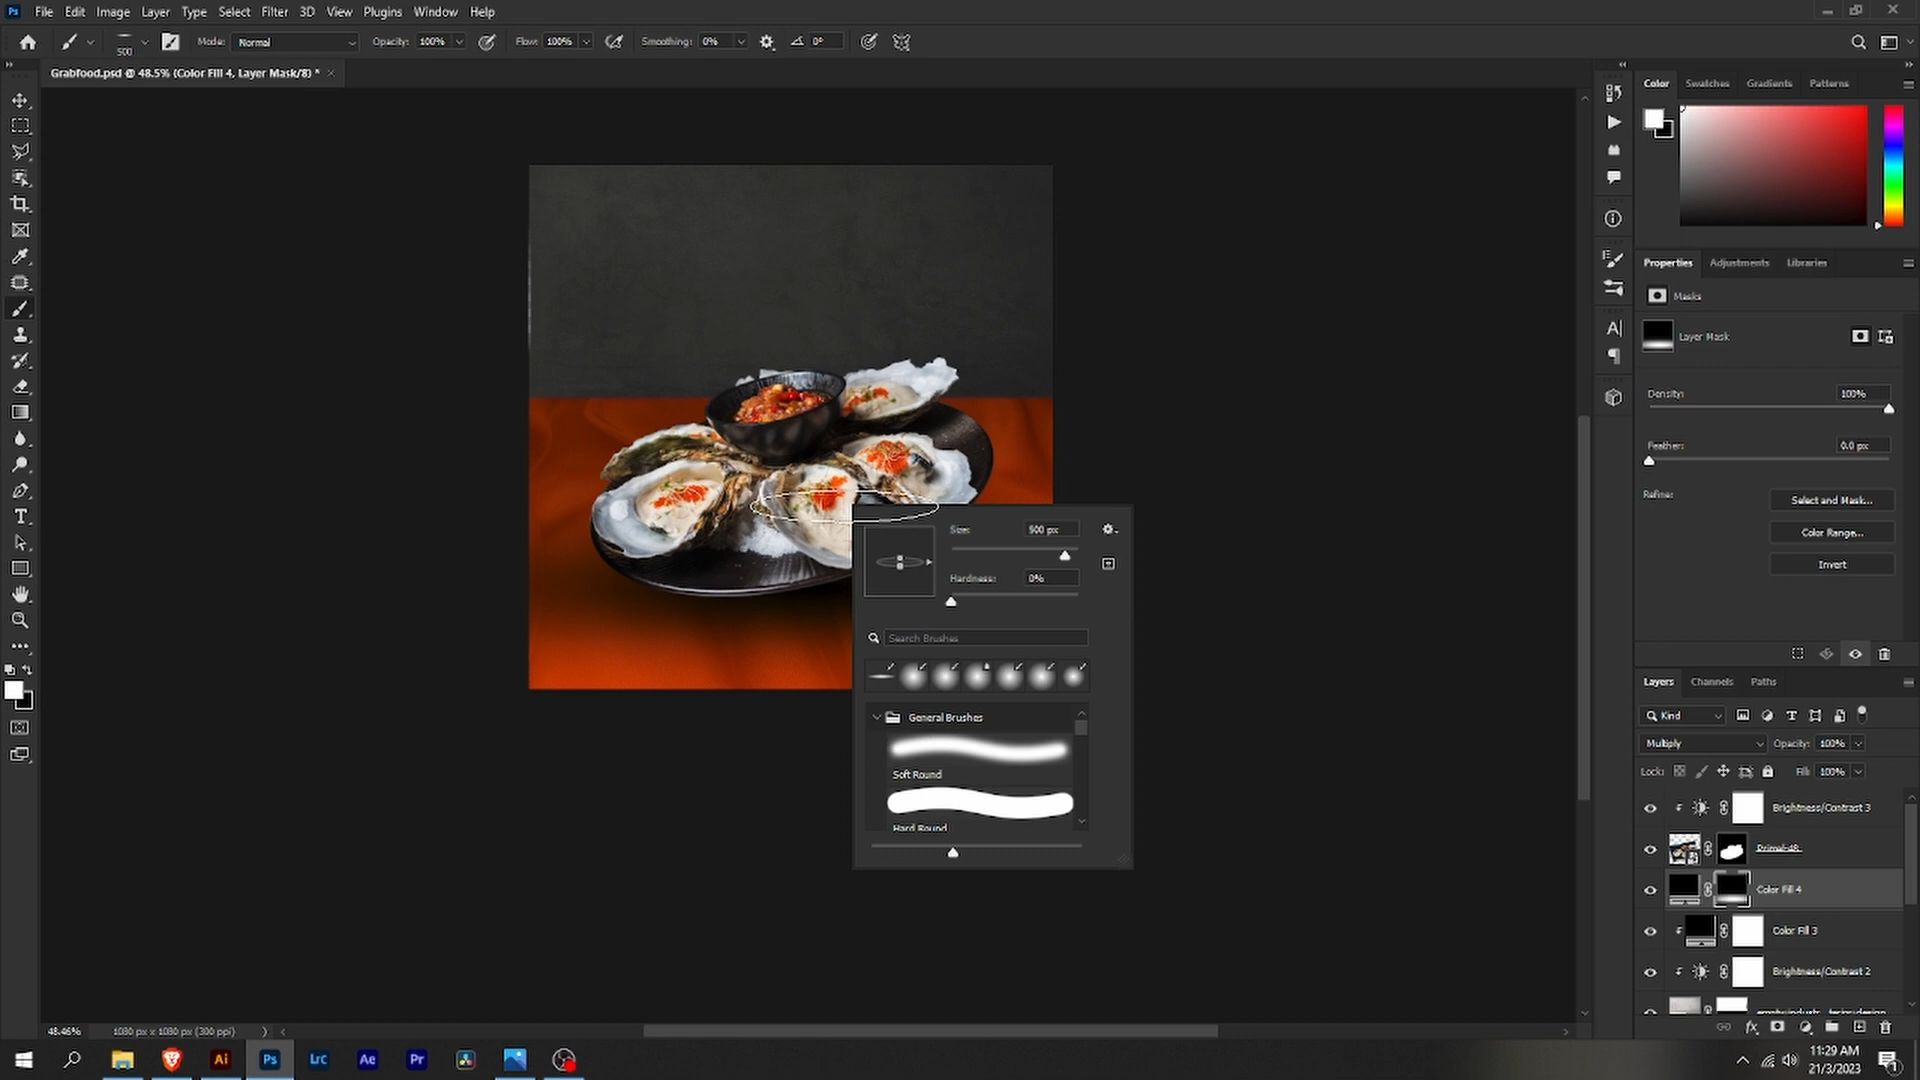 Ps File Edit Image Layer Type Select Filter 3D View Plugins Window Help
500 Mode: Normal Opacity: 100% Flow: 100% Smoothing: 0% 0°
Grabfood.psd @ 48.5% (Color Fill 4, Layer Mask/8) * ×
Color Swatches Gradients Patterns
Properties Adjustments Libraries
Masks
Layer Mask
Density: 100%
Feather: 0.0 px
Refine: Select and Mask...
Color Range...
Invert
Size: 500 px
Hardness: 0%
Search Brushes
General Brushes
Soft Round
Hard Round
Layers Channels Paths
Kind
Multiply Opacity: 100%
Lock: Fill: 100%
Brightness/Contrast 3
Primal-48
Color Fill 4
Color Fill 3
Brightness/Contrast 2
48.46% 1080 px x 1080 px (300 ppi)
Ai Ps Lrc Ae Pr
11:29 AM
21/3/2023
1